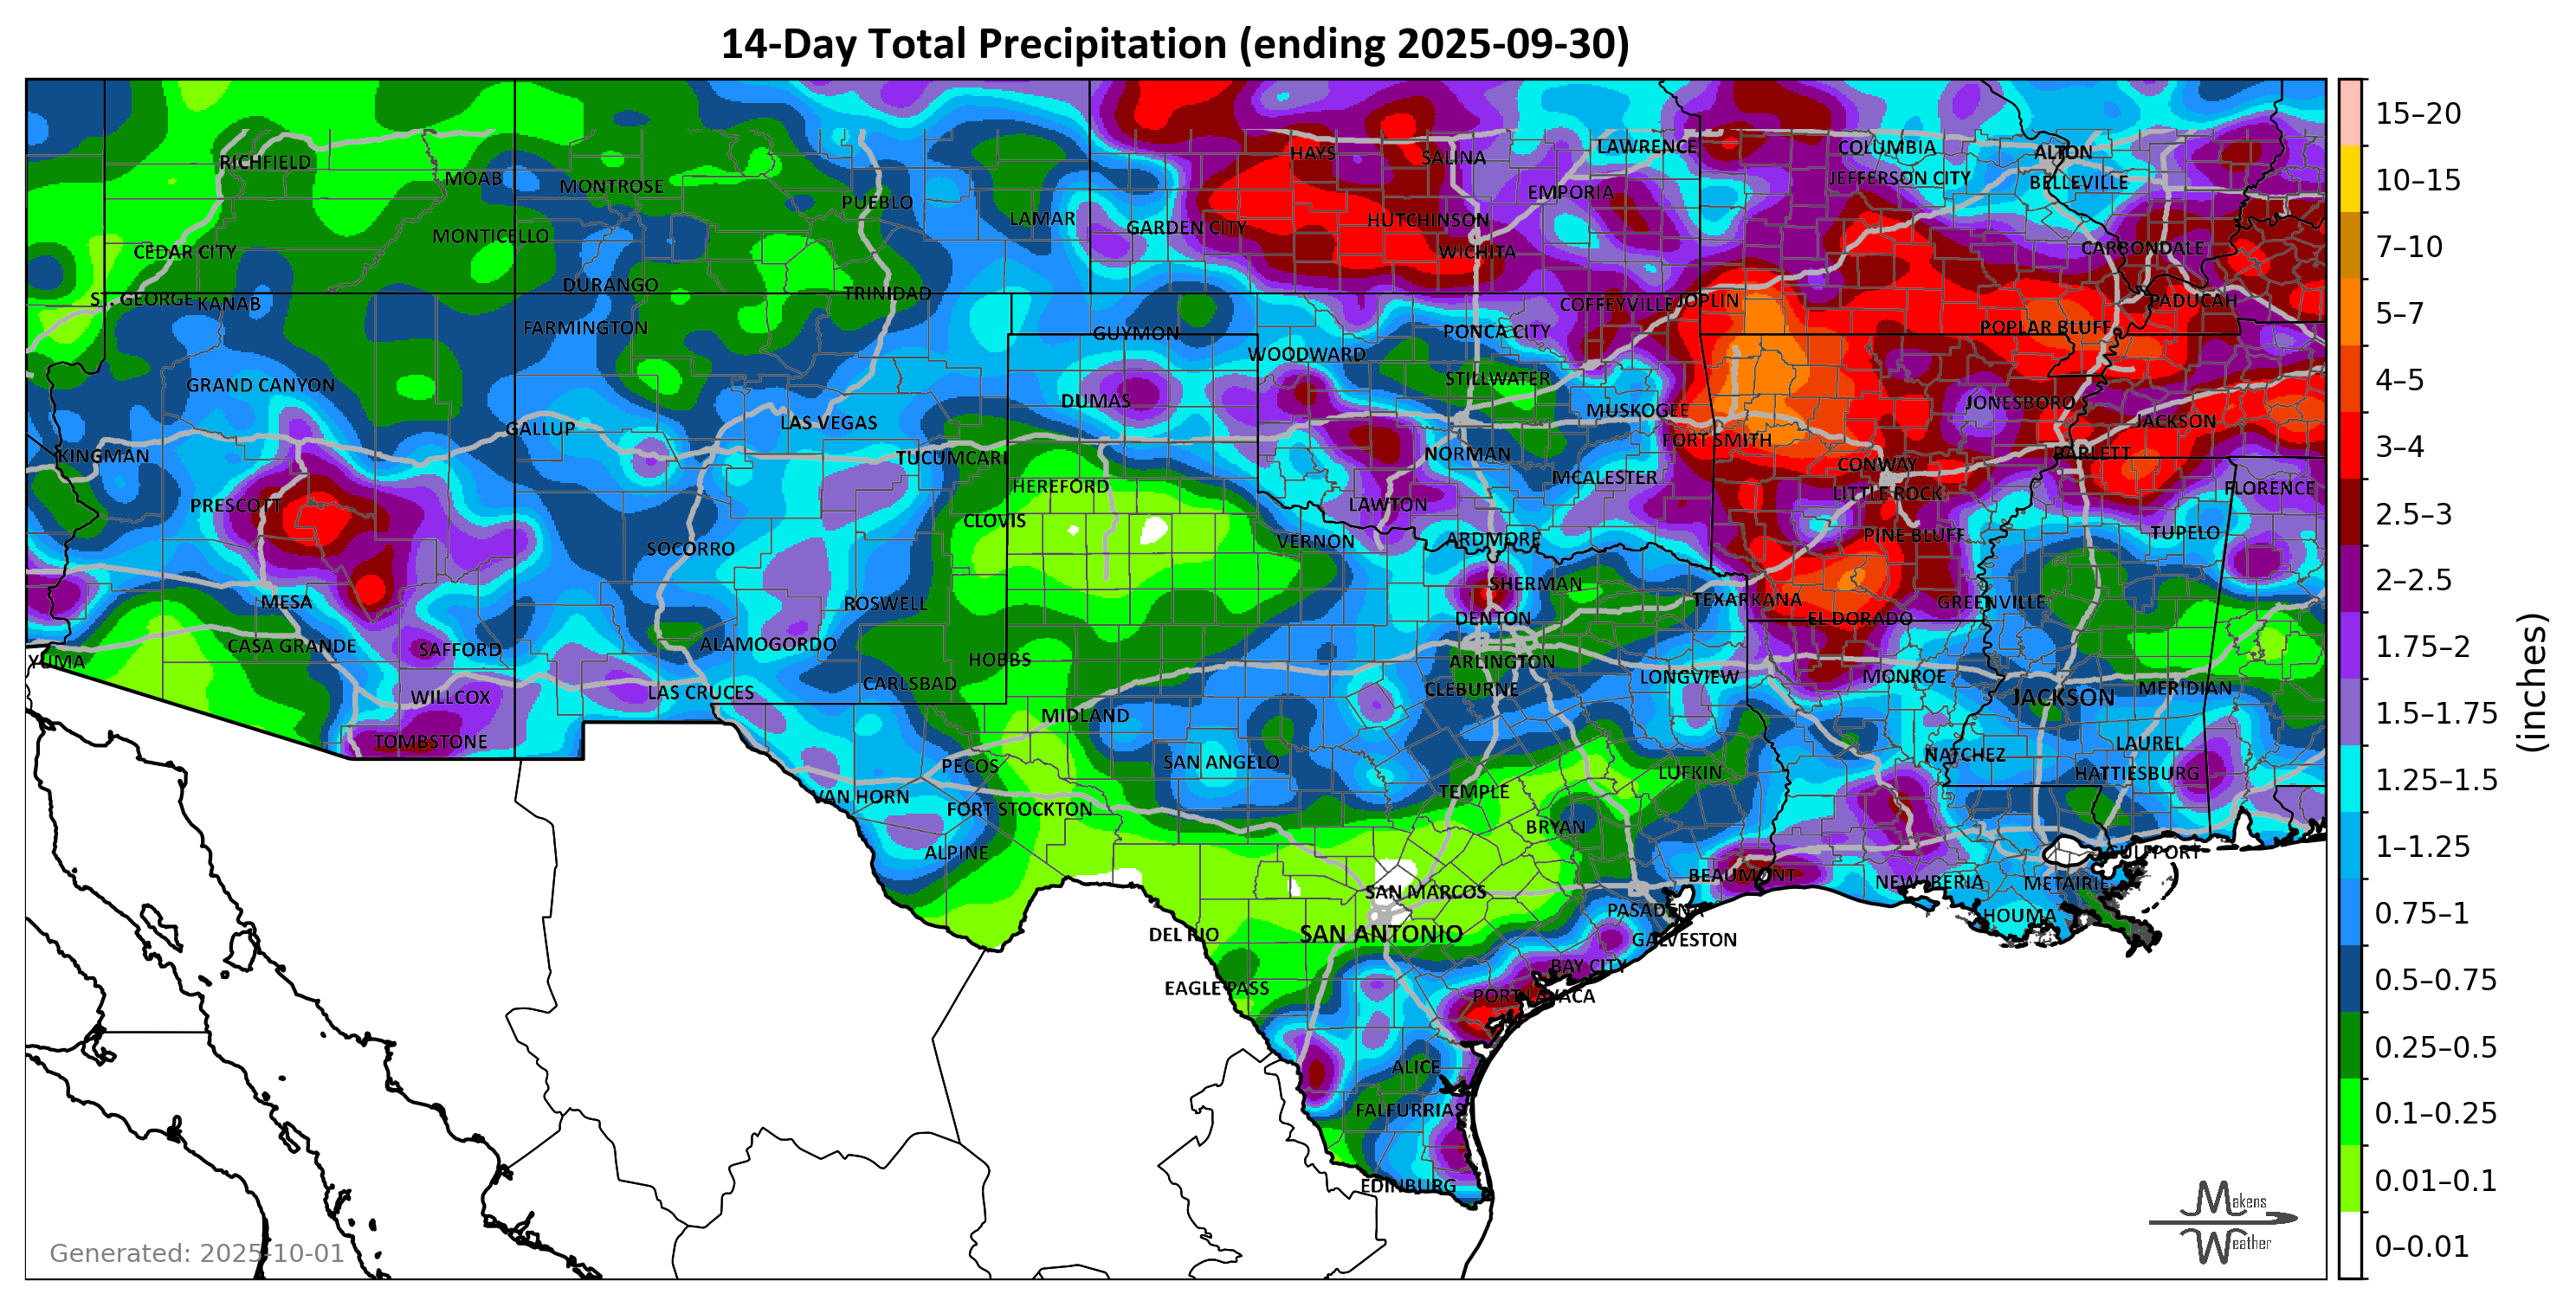 14-Day Total Precipitation (ending 2025-09-30)
HAYS SALINA LAWRENCE COLUMBIA ALTON
RICHFIELD MOAB MONTROSE EMPORIA JEFFERSON CITY BELLEVILLE
PUEBLO LAMAR GARDEN CITY HUTCHINSON
CEDAR CITY MONTICELLO WICHITA CARBONDALE
ST. GEORGE KANAB DURANGO TRINIDAD COFFEYVILLE JOPLIN PADUCAH
FARMINGTON GUYMON PONCA CITY POPLAR BLUFF
WOODWARD
GRAND CANYON DUMAS STILLWATER
GALLUP LAS VEGAS MUSKOGEE JONESBORO JACKSON
KINGMAN TUCUMCARI NORMAN FORT SMITH CONWAY BARLETT
PRESCOTT HEREFORD LAWTON MCALESTER LITTLE ROCK FLORENCE
CLOVIS VERNON ARDMORE PINE BLUFF TUPELO
SOCORRO
MESA ROSWELL SHERMAN TEXARKANA GREENVILLE
DENTON EL DORADO
CASA GRANDE SAFFORD ALAMOGORDO
YUMA HOBBS ARLINGTON
WILLCOX LAS CRUCES CARLSBAD CLEBURNE LONGVIEW MONROE JACKSON MERIDIAN
TOMBSTONE MIDLAND LAUREL
PECOS SAN ANGELO LUFKIN NATCHEZ HATTIESBURG
VAN HORN FORT STOCKTON TEMPLE
ALPINE BRYAN GULFPORT
SAN MARCOS BEAUMONT NEW IBERIA METAIRIE
DEL RIO SAN ANTONIO PASADENA HOUMA
GALVESTON
EAGLE PASS BAY CITY
PORT LAVACA
ALICE
FALFURRIAS
EDINBURG
15–20
10–15
7–10
5–7
4–5
3–4
2.5–3
2–2.5
1.75–2
1.5–1.75
1.25–1.5
1–1.25
0.75–1
0.5–0.75
0.25–0.5
0.1–0.25
0.01–0.1
0–0.01
(inches)
Makens
Weather
Generated: 2025-10-01